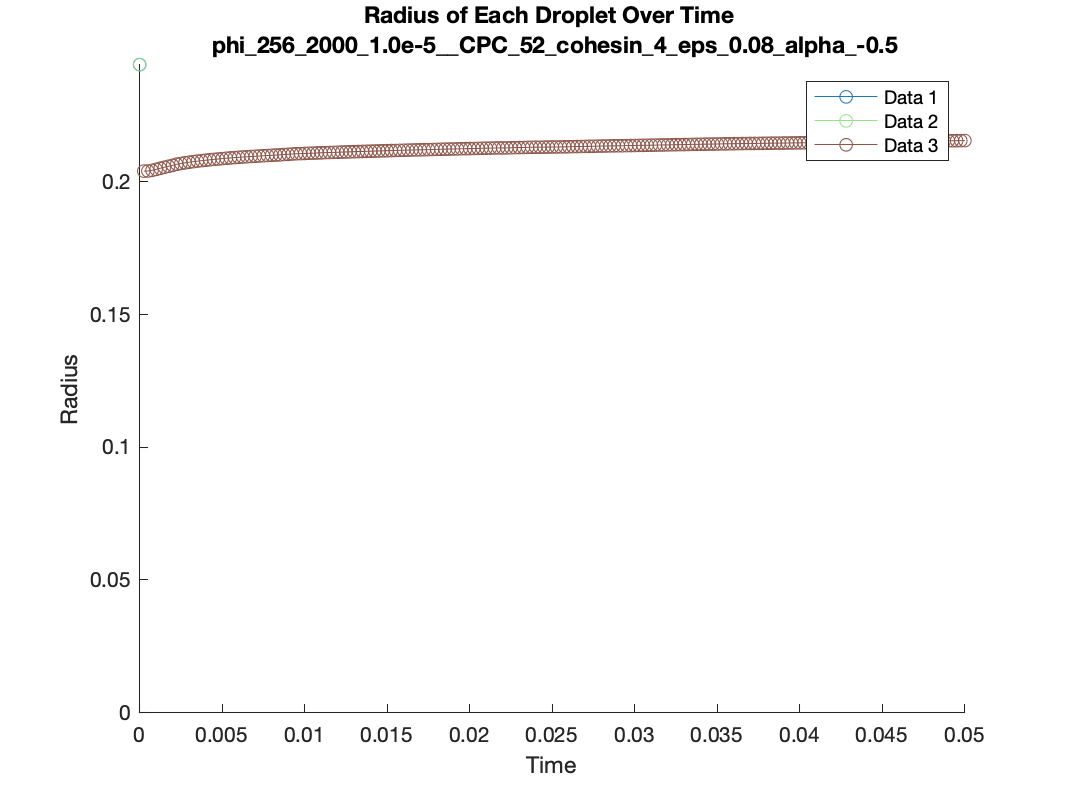 Radius of Each Droplet Over Time
phi_256_2000_1.0e-5__CPC_52_cohesin_4_eps_0.08_alpha_-0.5
Data 1
Data 2
Data 3
0.2
0.15
0.1
0.05
0
Radius
0 0.005 0.01 0.015 0.02 0.025 0.03 0.035 0.04 0.045 0.05
Time